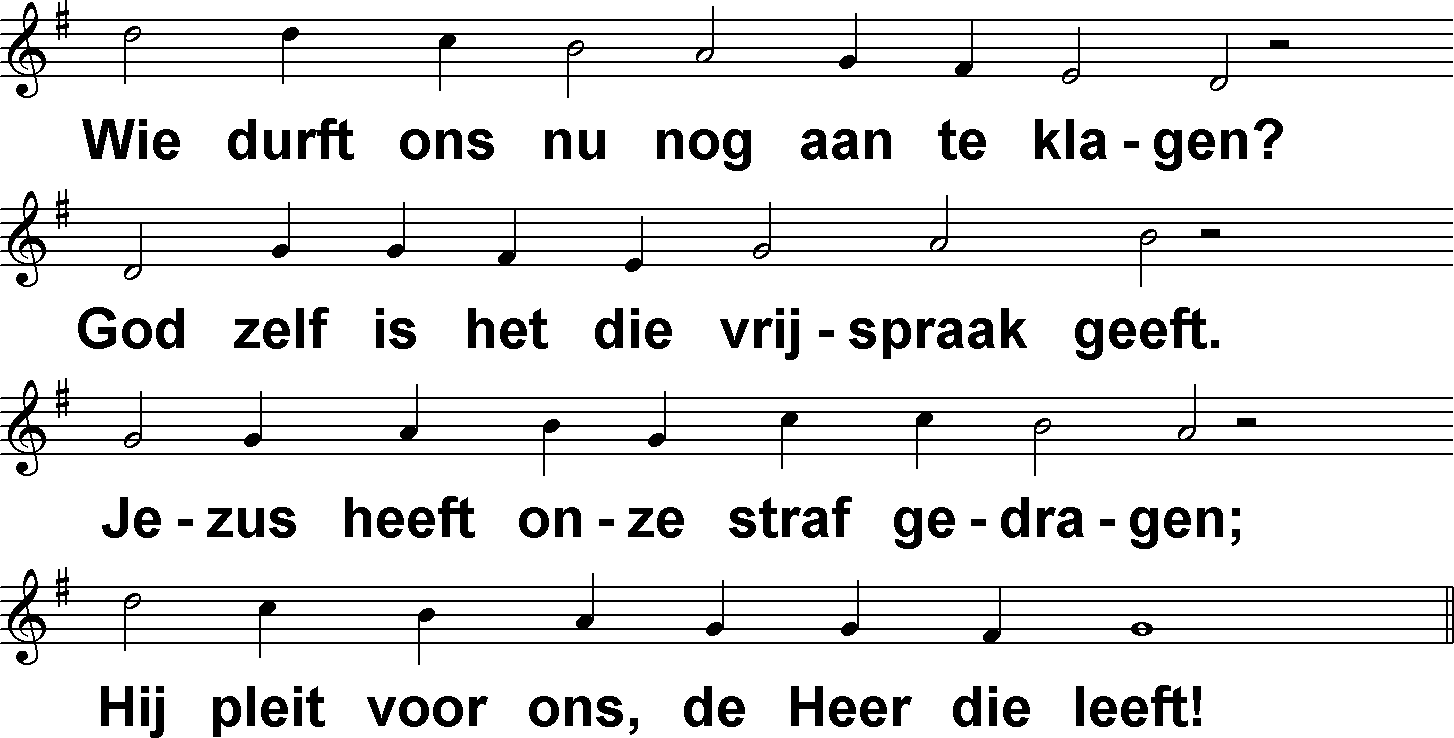 Wie durft ons nu nog aan te kla - gen?
God zelf is het die vrij - spraak geeft.
Je - zus heeft on - ze straf ge - dra - gen;
Hij pleit voor ons, de Heer die leeft!